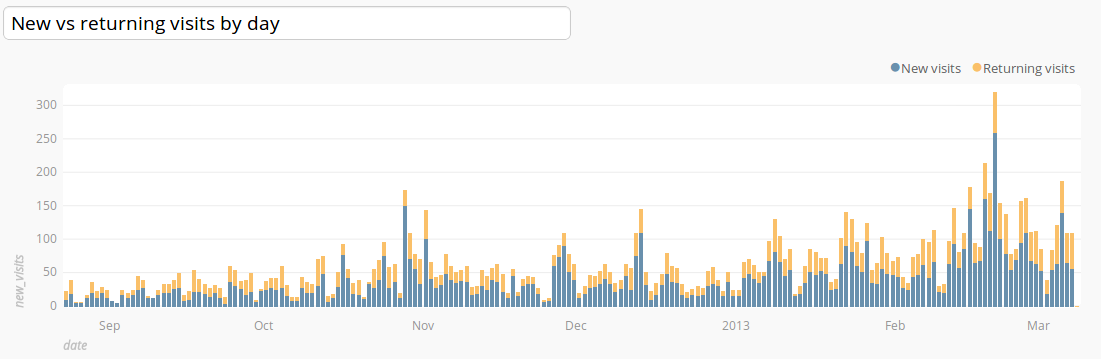 New vs returning visits by day
New visits Returning visits
300
250
200
150
100
50
0
new_visits
Sep Oct Nov Dec 2013 Feb Mar
date